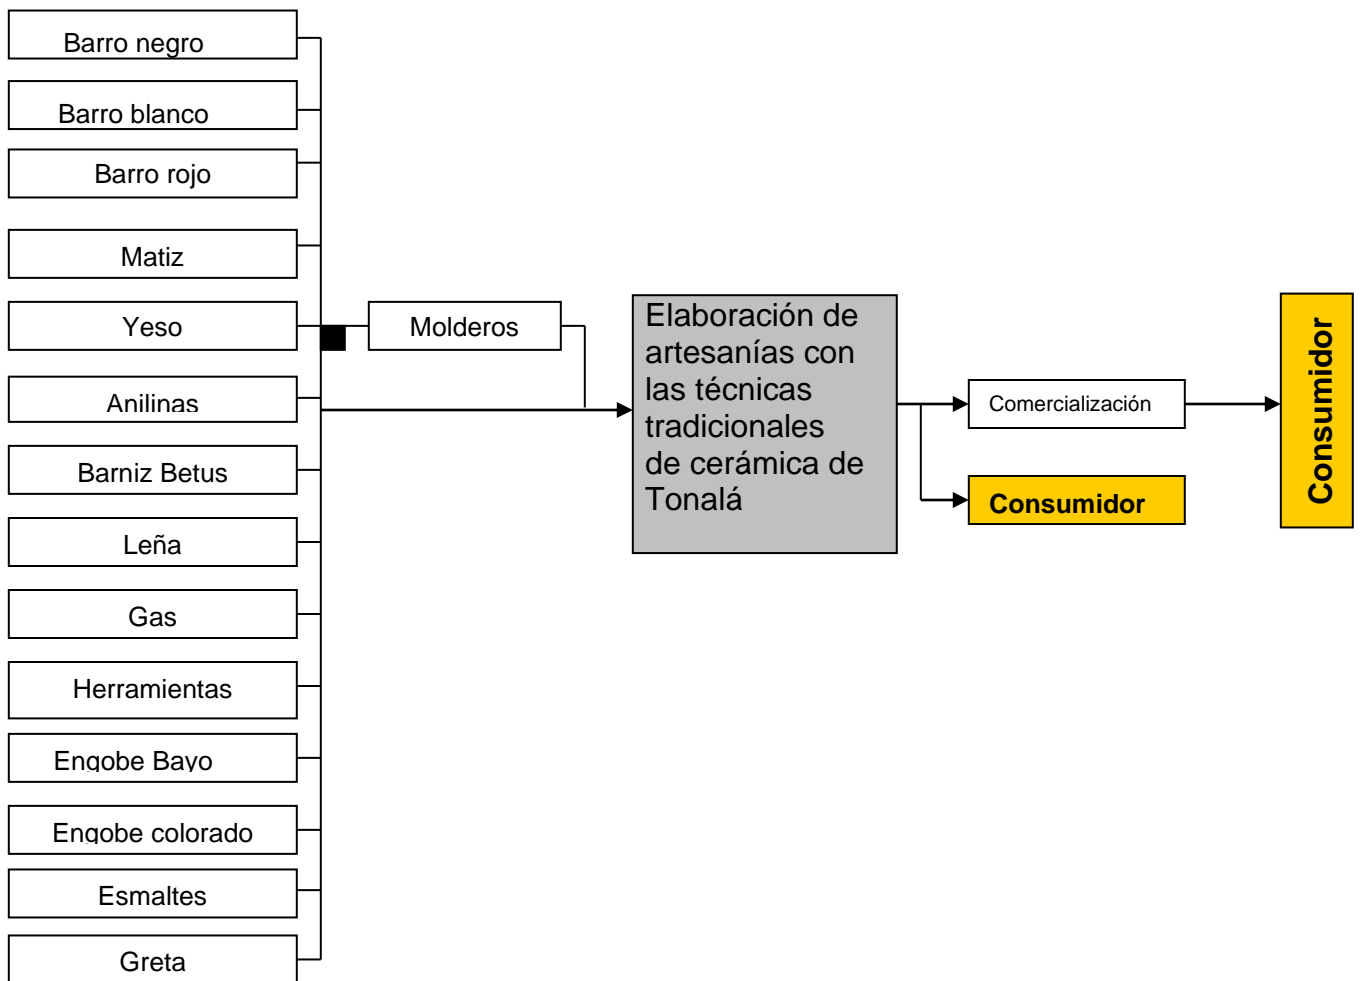 Barro negro
Barro blanco
Barro rojo
Matiz
Yeso
Molderos
Anilinas
Barniz Betus
Leña
Gas
Herramientas
Engobe Bayo
Engobe colorado
Esmaltes
Greta
Elaboración de
artesanías con
las técnicas
tradicionales
de cerámica de
Tonalá
Comercialización
Consumidor
Consumidor